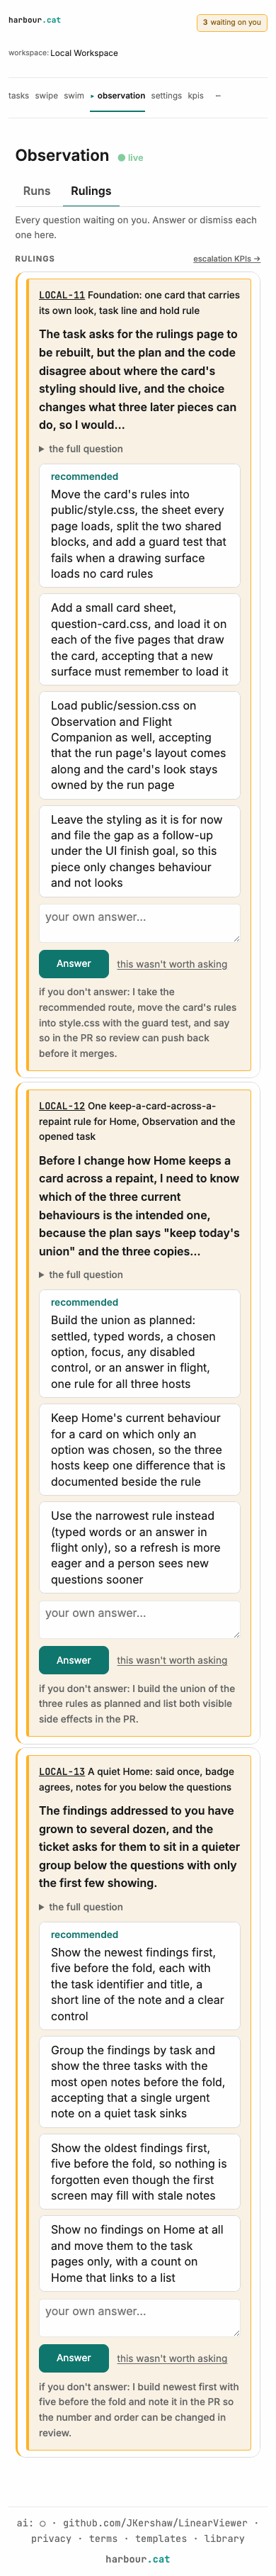 harbour.cat
3 waiting on you
workspace: Local Workspace
tasks swipe swim ▸ observation settings kpis ⋯
Observation ● live
Runs Rulings
Every question waiting on you. Answer or dismiss each
one here.
RULINGS escalation KPIs →
LOCAL-11 Foundation: one card that carries
its own look, task line and hold rule
The task asks for the rulings page to
be rebuilt, but the plan and the code
disagree about where the card's
styling should live, and the choice
changes what three later pieces can
do, so I would…
▶ the full question
recommended
Move the card's rules into
public/style.css, the sheet every
page loads, split the two shared
blocks, and add a guard test that
fails when a drawing surface
loads no card rules
Add a small card sheet,
question-card.css, and load it on
each of the five pages that draw
the card, accepting that a new
surface must remember to load it
Load public/session.css on
Observation and Flight
Companion as well, accepting
that the run page's layout comes
along and the card's look stays
owned by the run page
Leave the styling as it is for now
and file the gap as a follow-up
under the UI finish goal, so this
piece only changes behaviour
and not looks
your own answer…
Answer this wasn't worth asking
if you don't answer: I take the
recommended route, move the card's rules
into style.css with the guard test, and say
so in the PR so review can push back
before it merges.
LOCAL-12 One keep-a-card-across-a-
repaint rule for Home, Observation and the
opened task
Before I change how Home keeps a
card across a repaint, I need to know
which of the three current
behaviours is the intended one,
because the plan says "keep today's
union" and the three copies…
▶ the full question
recommended
Build the union as planned:
settled, typed words, a chosen
option, focus, any disabled
control, or an answer in flight,
one rule for all three hosts
Keep Home's current behaviour
for a card on which only an
option was chosen, so the three
hosts keep one difference that is
documented beside the rule
Use the narrowest rule instead
(typed words or an answer in
flight only), so a refresh is more
eager and a person sees new
questions sooner
your own answer…
Answer this wasn't worth asking
if you don't answer: I build the union of the
three rules as planned and list both visible
side effects in the PR.
LOCAL-13 A quiet Home: said once, badge
agrees, notes for you below the questions
The findings addressed to you have
grown to several dozen, and the
ticket asks for them to sit in a quieter
group below the questions with only
the first few showing.
▶ the full question
recommended
Show the newest findings first,
five before the fold, each with
the task identifier and title, a
short line of the note and a clear
control
Group the findings by task and
show the three tasks with the
most open notes before the fold,
accepting that a single urgent
note on a quiet task sinks
Show the oldest findings first,
five before the fold, so nothing is
forgotten even though the first
screen may fill with stale notes
Show no findings on Home at all
and move them to the task
pages only, with a count on
Home that links to a list
your own answer…
Answer this wasn't worth asking
if you don't answer: I build newest first with
five before the fold and note it in the PR so
the number and order can be changed in
review.
ai: ○ · github.com/JKershaw/LinearViewer ·
privacy · terms · templates · library
harbour.cat